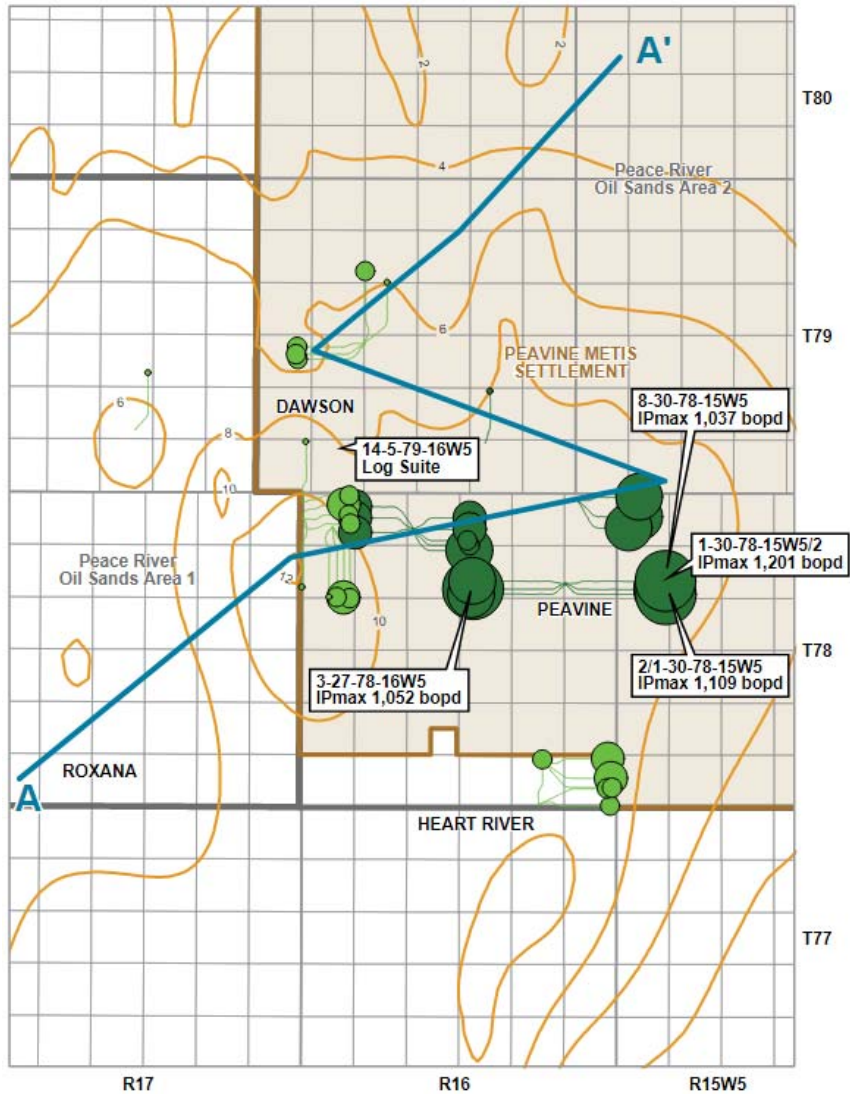 2
2
A'
T80
4
Peace River
Oil Sands Area 2
6
T79
PEAVINE METIS
SETTLEMENT
6
DAWSON
8-30-78-15W5
IPmax 1,037 bopd
8
14-5-79-16W5
Log Suite
10
Peace River
Oil Sands Area 1
1-30-78-15W5/2
IPmax 1,201 bopd
12
10
PEAVINE
T78
3-27-78-16W5
IPmax 1,052 bopd
2/1-30-78-15W5
IPmax 1,109 bopd
ROXANA
A
HEART RIVER
T77
R17
R16
R15W5